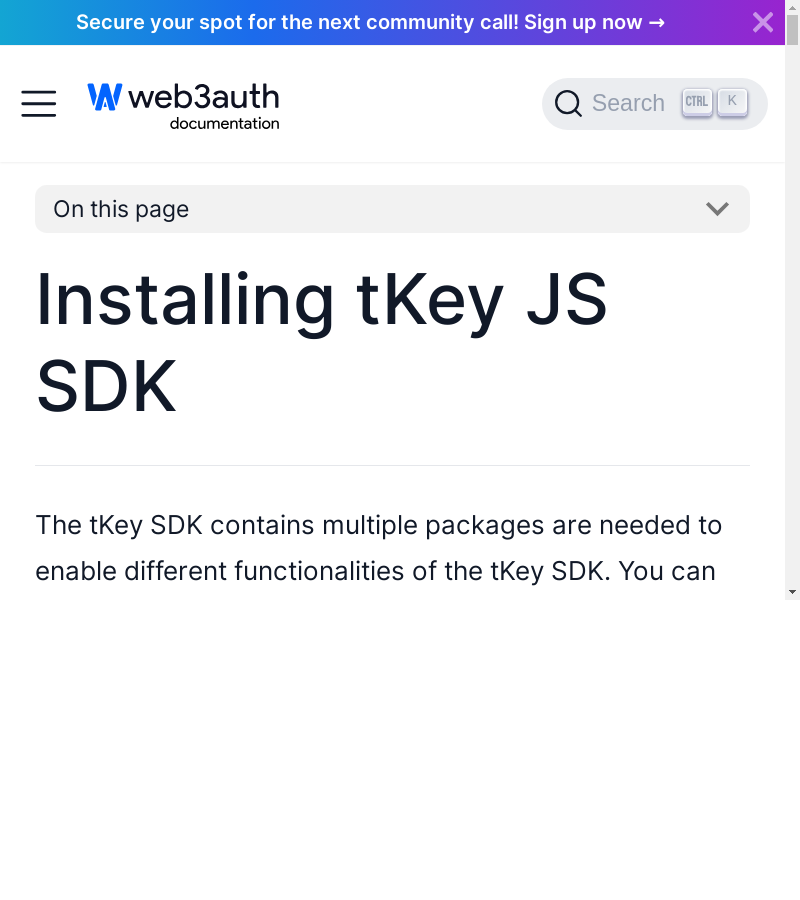 Secure your spot for the next community call! Sign up now →
web3auth
documentation
Search CTRL K
On this page
Installing tKey JS
SDK
The tKey SDK contains multiple packages are needed to
enable different functionalities of the tKey SDK. You can